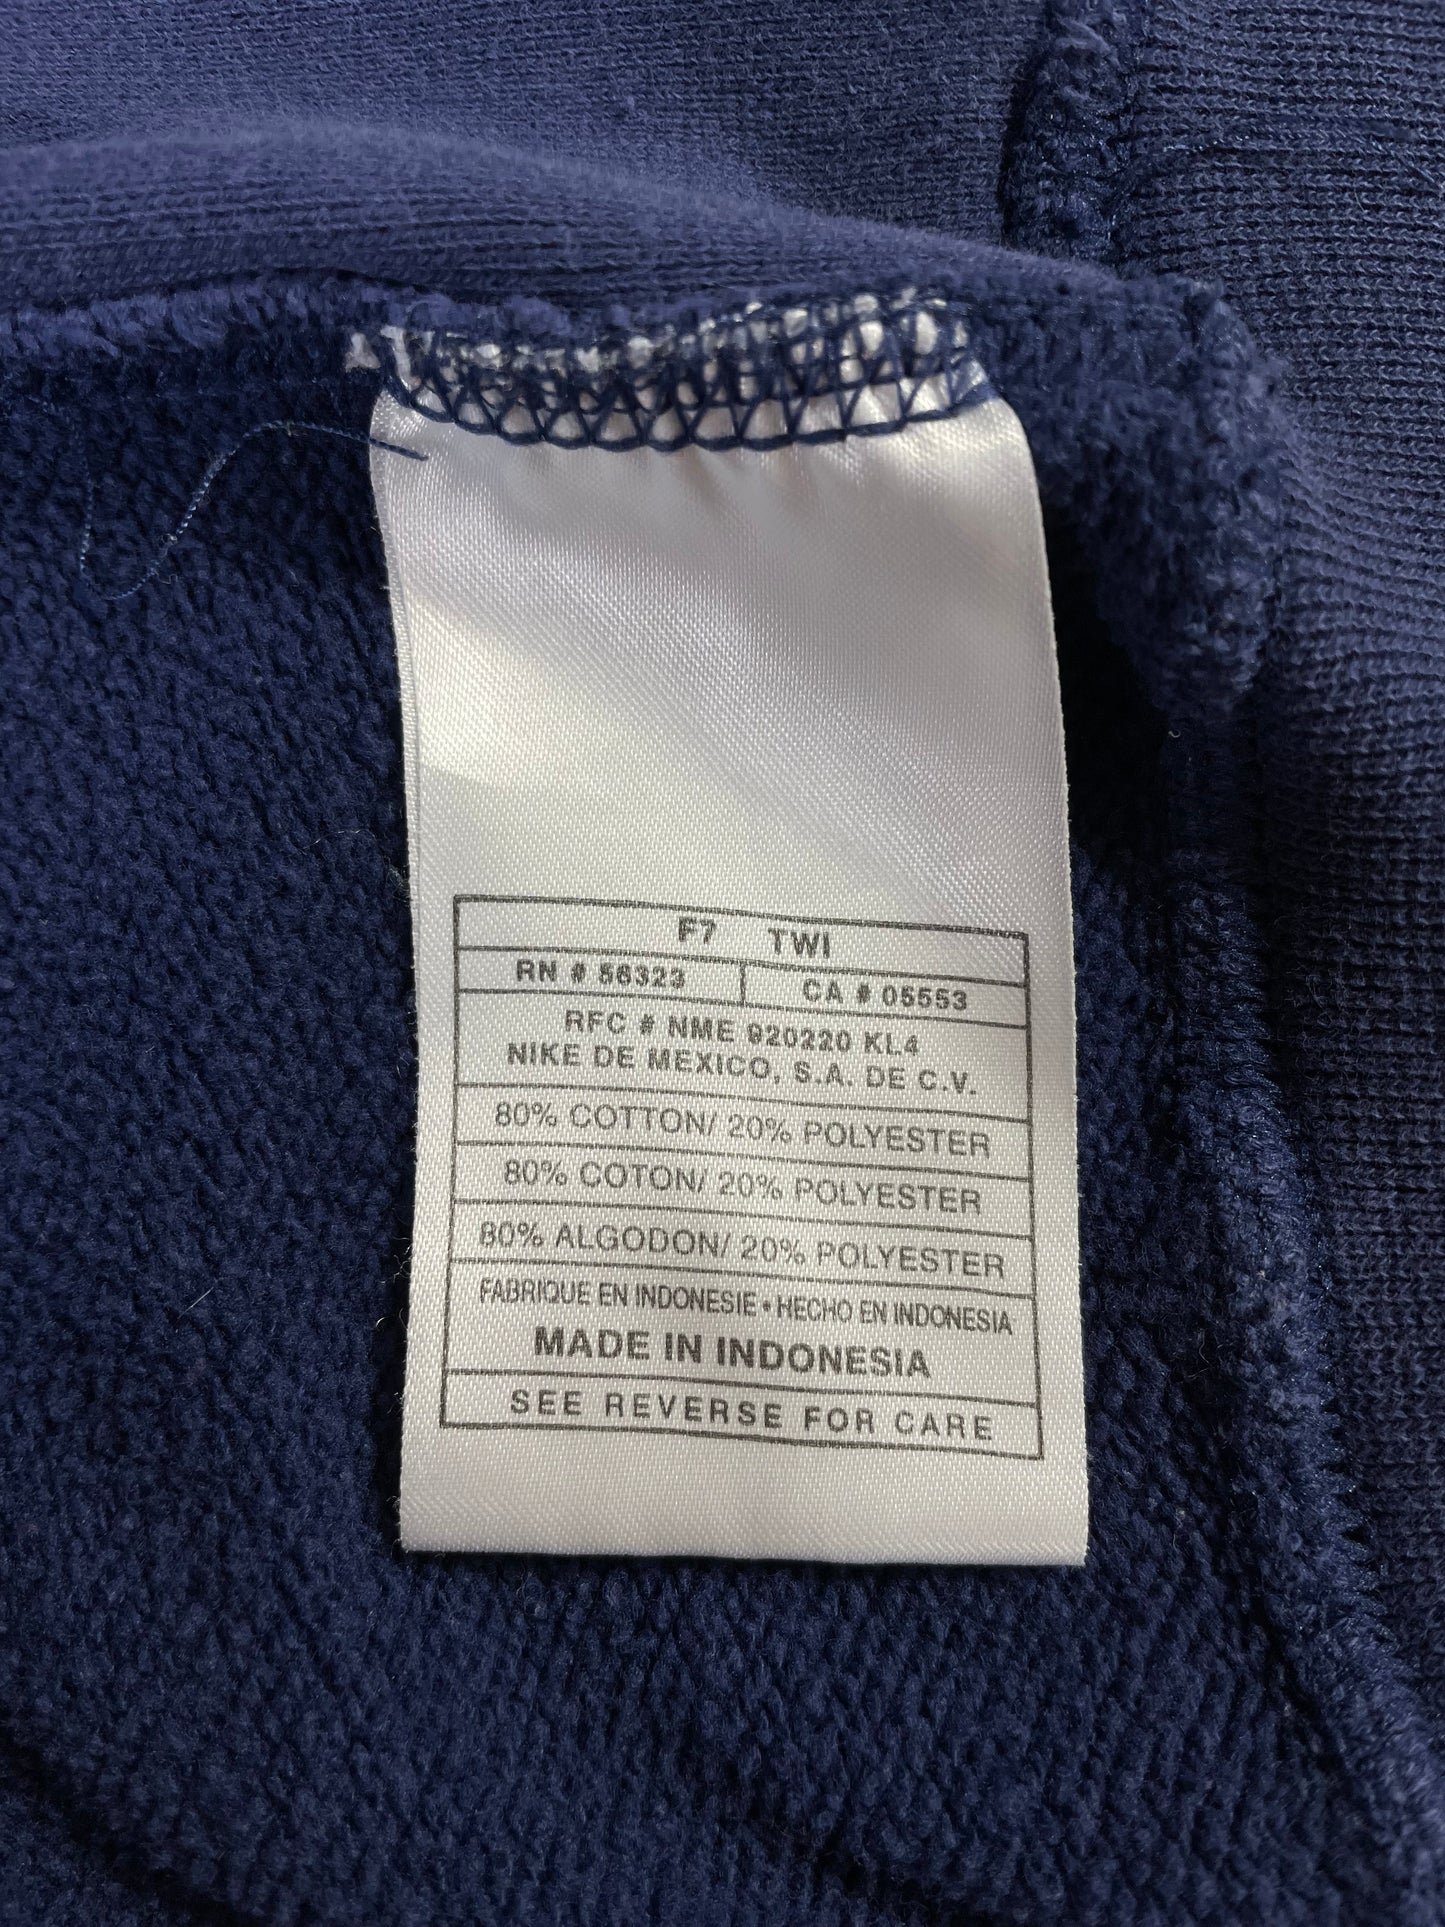 F7 TWI
RN # 56323 CA # 05553
RFC # NME 920220 KL4
NIKE DE MEXICO, S.A. DE C.V.
80% COTTON/ 20% POLYESTER
80% COTON/ 20% POLYESTER
80% ALGODON/ 20% POLYESTER
FABRIQUE EN INDONESIE • HECHO EN INDONESIA
MADE IN INDONESIA
SEE REVERSE FOR CARE